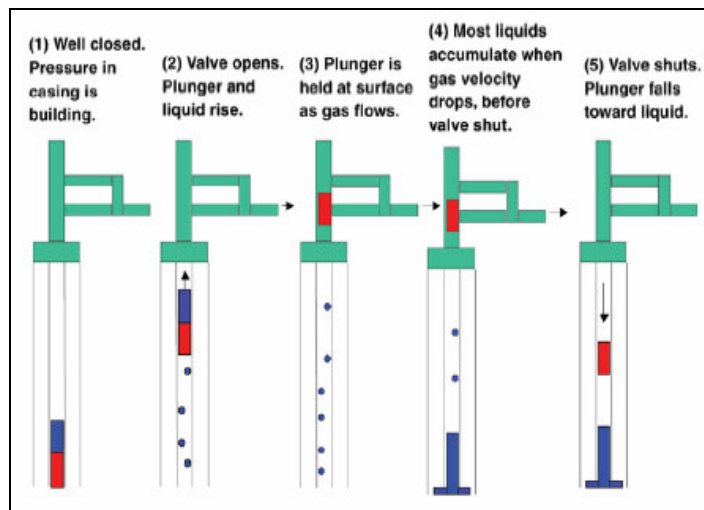 (1) Well closed.
Pressure in
casing is
building.
(2) Valve opens.
Plunger and
liquid rise.
(3) Plunger is
held at surface
as gas flows.
(4) Most liquids
accumulate when
gas velocity
drops, before
valve shut.
(5) Valve shuts.
Plunger falls
toward liquid.